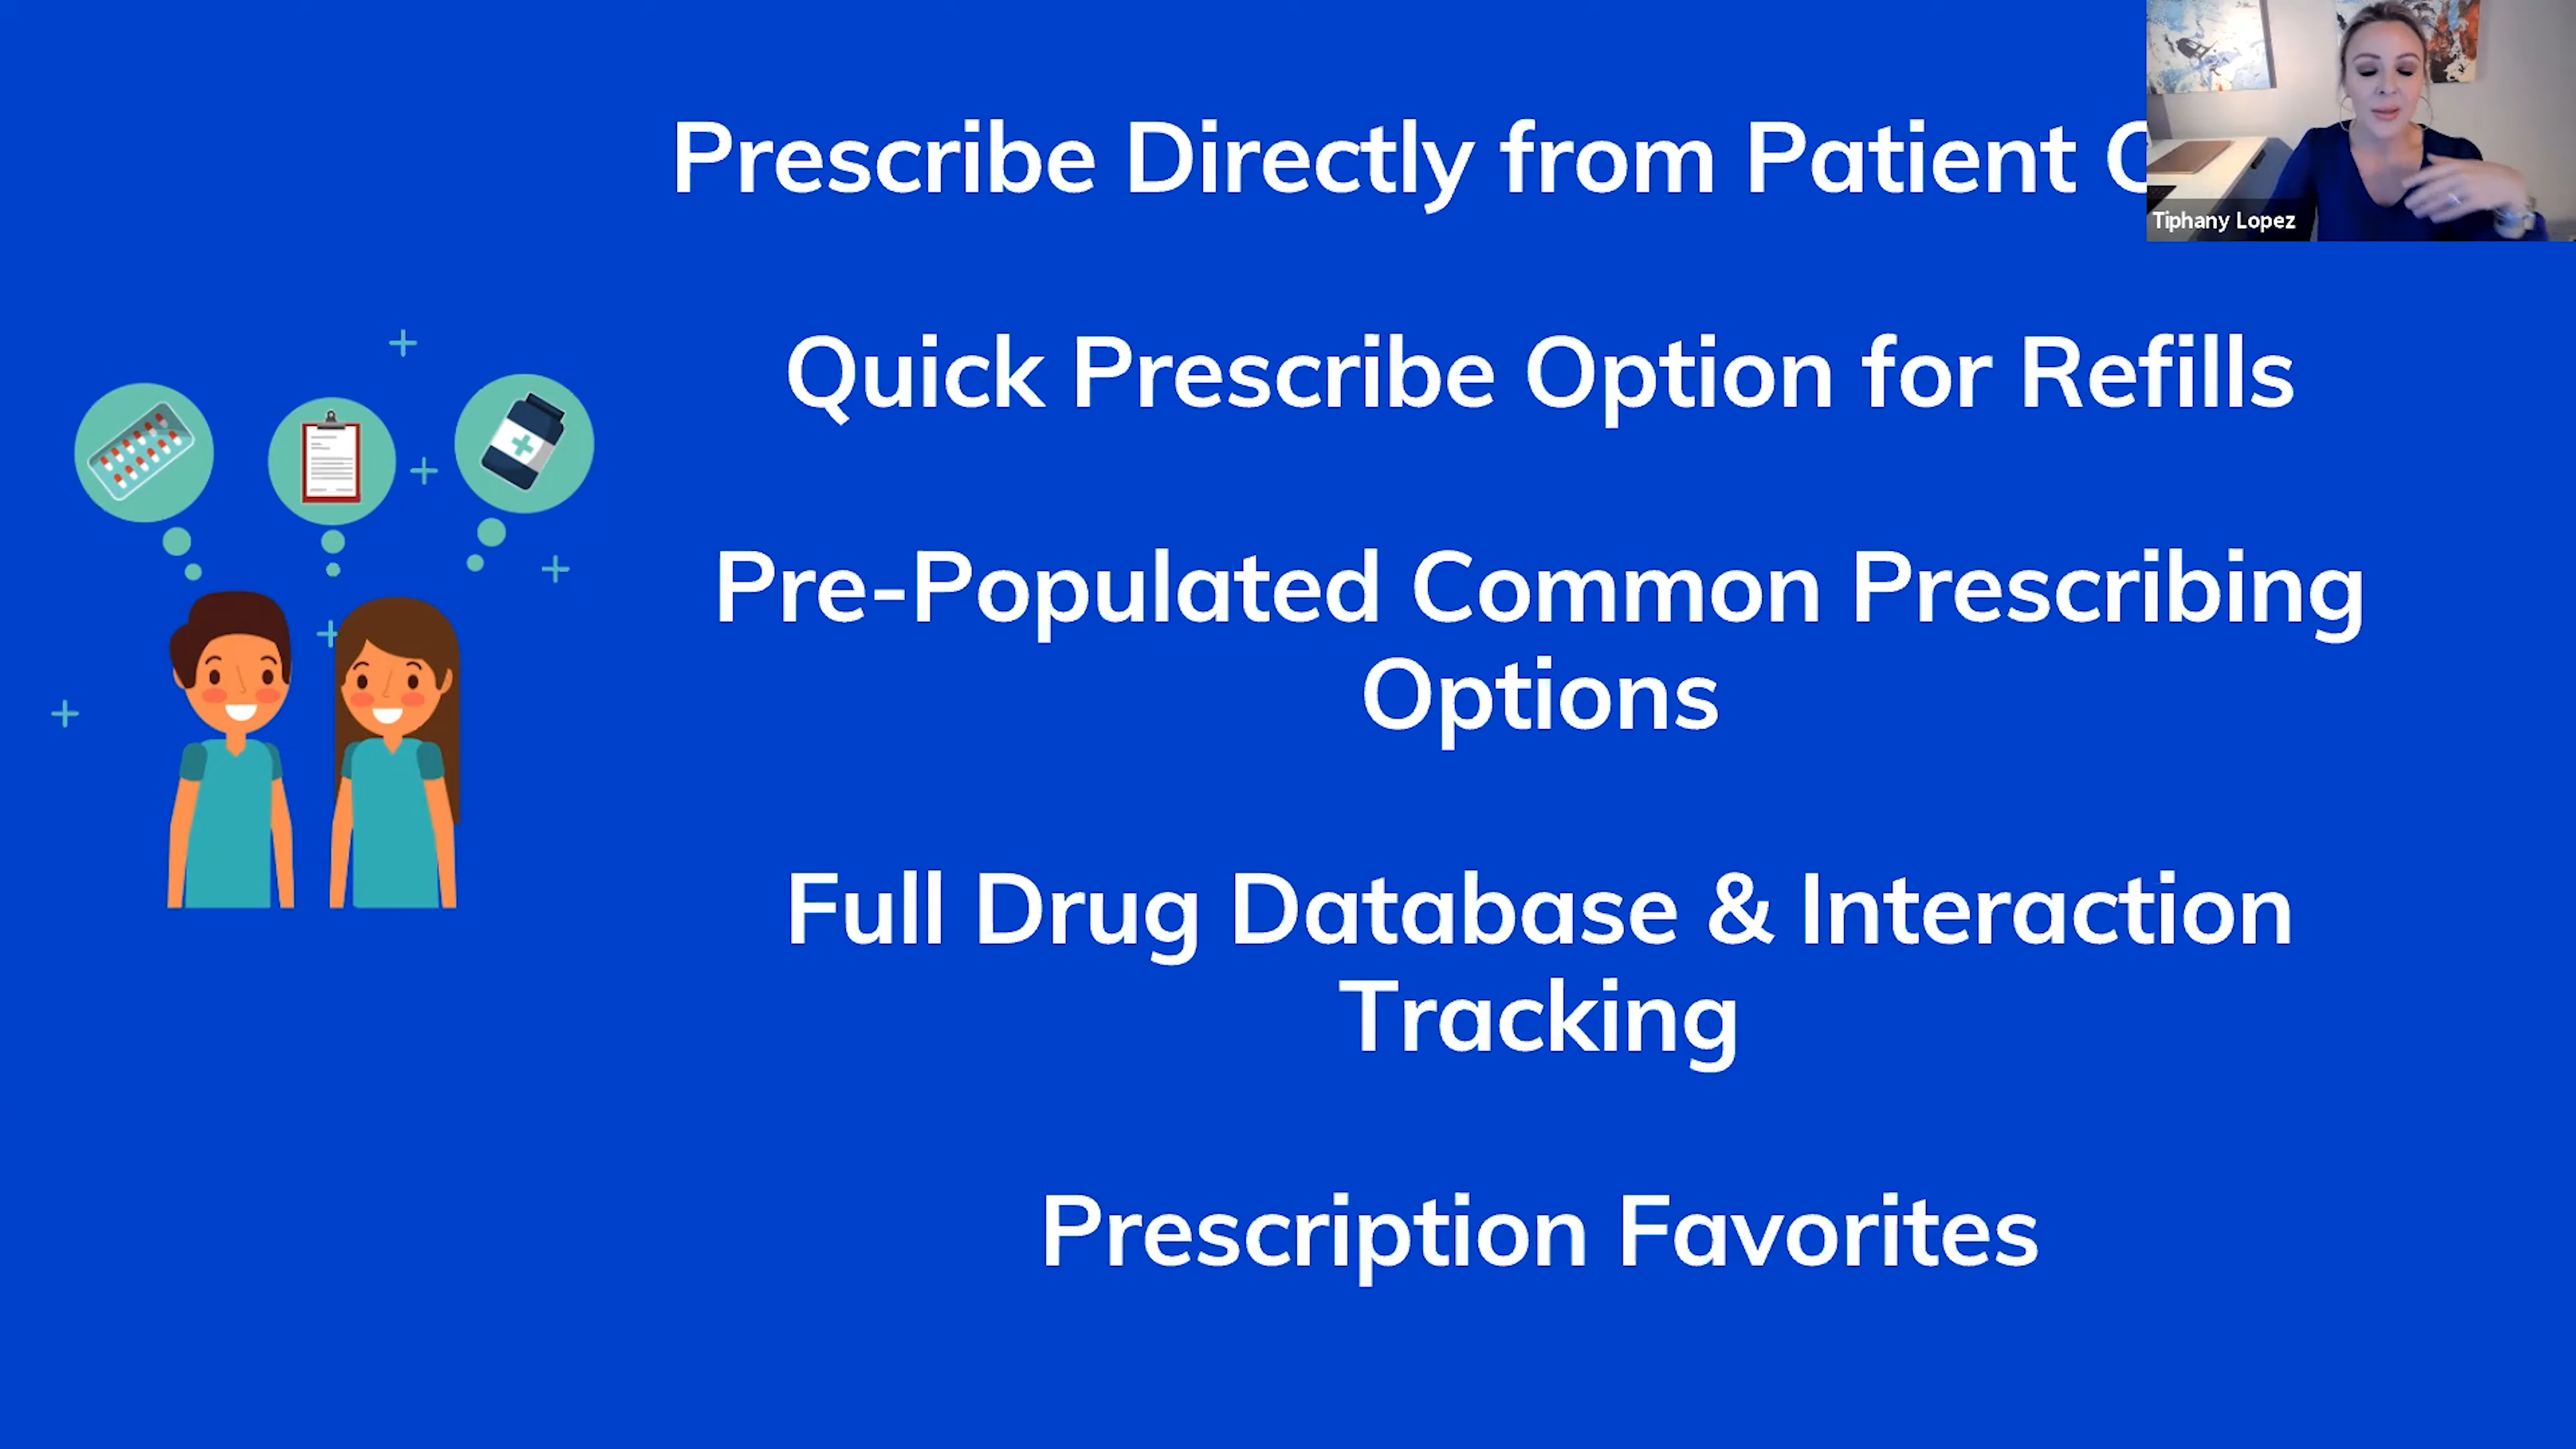 Prescribe Directly from Patient
Tiphany Lopez
Quick Prescribe Option for Refills
Pre-Populated Common Prescribing
Options
Full Drug Database & Interaction
Tracking
Prescription Favorites